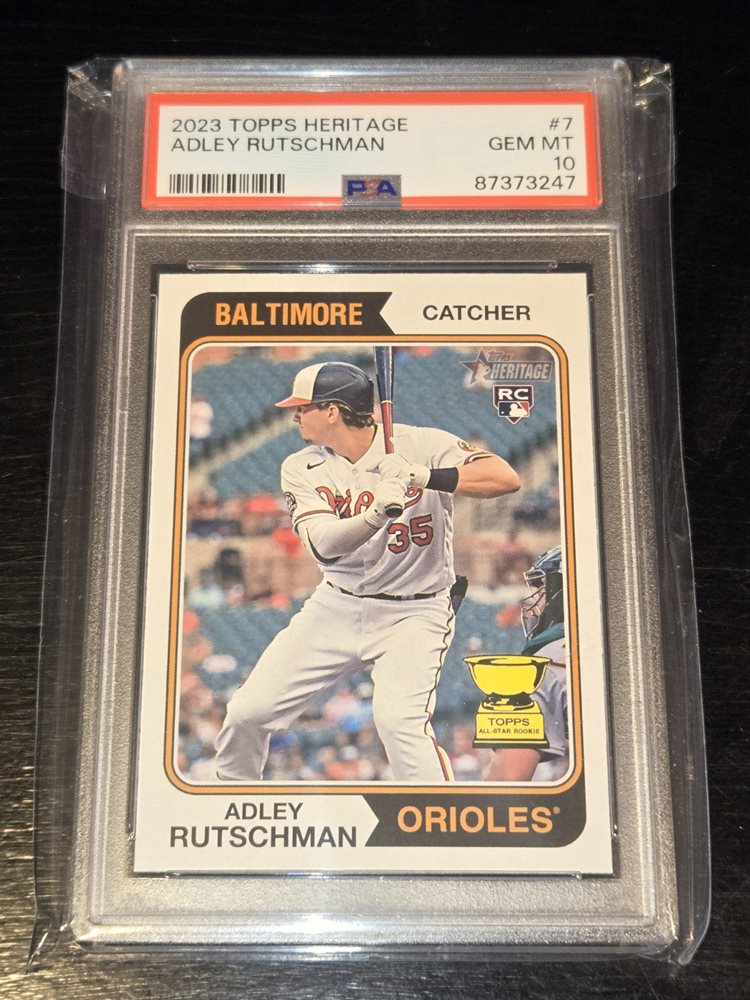 2023 TOPPS HERITAGE #7
ADLEY RUTSCHMAN GEM MT
10
PSA 87373247
BALTIMORE CATCHER
Topps
HERITAGE
RC
Orioles
35
TOPPS
ALL-STAR ROOKIE
ADLEY
RUTSCHMAN
ORIOLES®